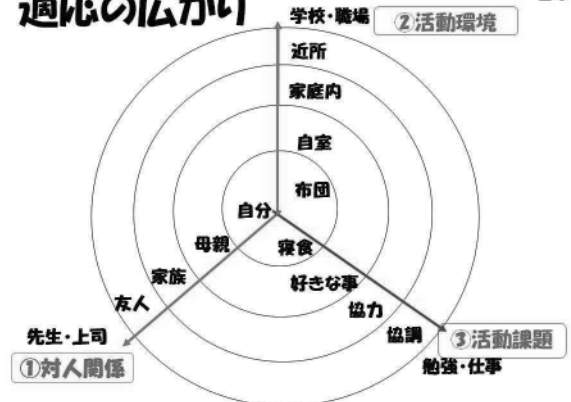 適応の広がり
学校・職場
②活動環境
近所
家庭内
自室
布団
自分
母親
寝食
家族
好きな事
友人
協力
先生・上司
協調
③活動課題
①対人関係
勉強・仕事